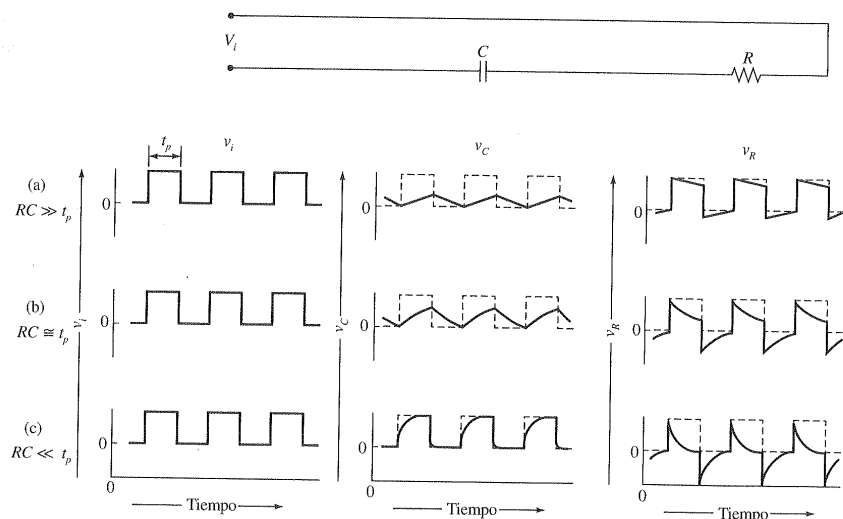 V_i
C
R
t_p
v_i
v_C
v_R
(a)
RC ≫ t_p
0
0
0
(b)
RC ≅ t_p
0
0
0
v_i
v_C
v_R
(c)
RC ≪ t_p
0
0
0
0
0
0
Tiempo
Tiempo
Tiempo